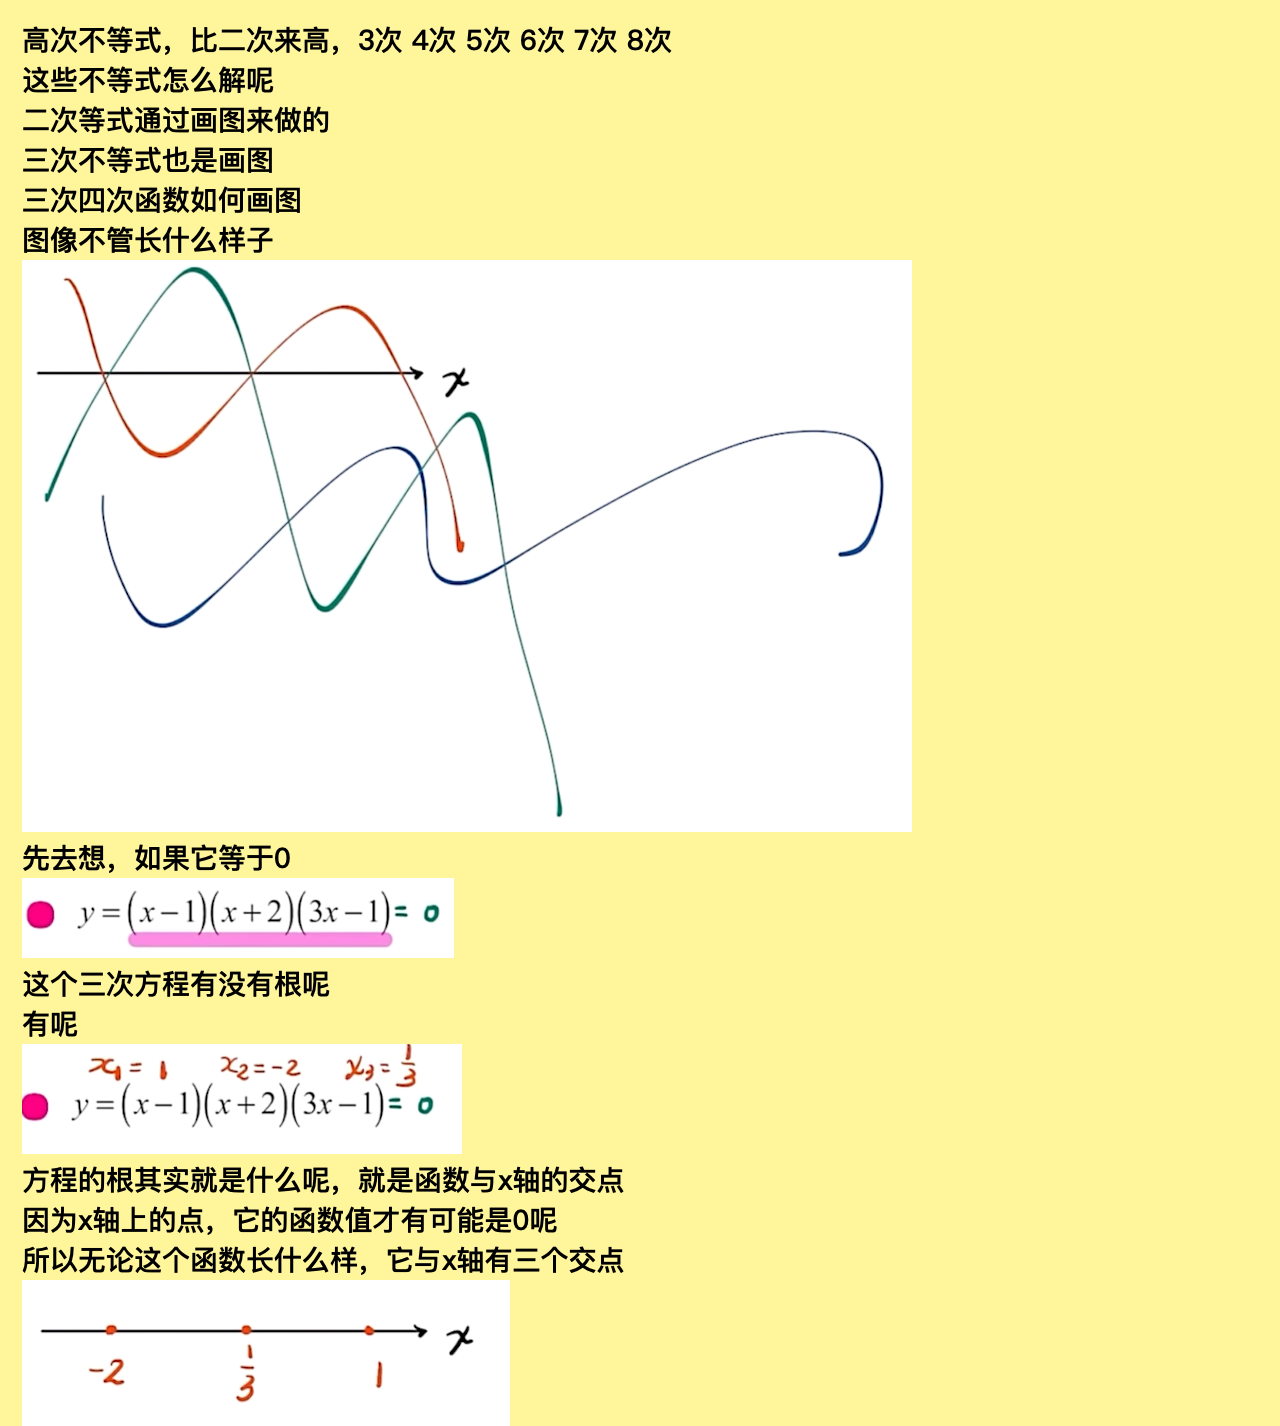 高次不等式，比二次来高，3次 4次 5次 6次 7次 8次
这些不等式怎么解呢
二次等式通过画图来做的
三次不等式也是画图
三次四次函数如何画图
图像不管长什么样子
x
先去想，如果它等于0
y=(x−1)(x+2)(3x−1)= 0
这个三次方程有没有根呢
有呢
x₁= 1 x₂=-2 x₃= 1/3
y=(x−1)(x+2)(3x−1)= 0
方程的根其实就是什么呢，就是函数与x轴的交点
因为x轴上的点，它的函数值才有可能是0呢
所以无论这个函数长什么样，它与x轴有三个交点
x
-2 1/3 1